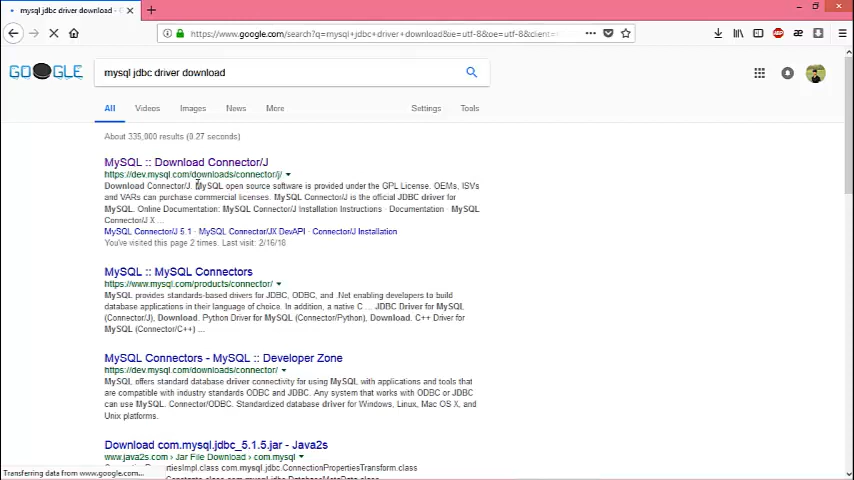 mysql jdbc driver download - G
https://www.google.com/search?q=mysql+jdbc+driver+download&oe=utf-8&oe=utf-8&client=
mysql jdbc driver download
All Videos Images News More Settings Tools
About 335,000 results (0.27 seconds)
MySQL :: Download Connector/J
https://dev.mysql.com/downloads/connector/j/
Download Connector/J. MySQL open source software is provided under the GPL License. OEMs, ISVs
and VARs can purchase commercial licenses. MySQL Connector/J is the official JDBC driver for
MySQL. Online Documentation: MySQL Connector/J Installation Instructions · Documentation · MySQL
Connector/J X ...
MySQL Connector/J 5.1 · MySQL Connector/JX DevAPI · Connector/J Installation
You've visited this page 2 times. Last visit: 2/16/18
MySQL :: MySQL Connectors
https://www.mysql.com/products/connector/
MySQL provides standards-based drivers for JDBC, ODBC, and .Net enabling developers to build
database applications in their language of choice. In addition, a native C ... JDBC Driver for MySQL
(Connector/J), Download. Python Driver for MySQL (Connector/Python), Download. C++ Driver for
MySQL (Connector/C++) ...
MySQL Connectors - MySQL :: Developer Zone
https://dev.mysql.com/downloads/connector/
MySQL offers standard database driver connectivity for using MySQL with applications and tools that
are compatible with industry standards ODBC and JDBC. Any system that works with ODBC or JDBC
can use MySQL. Connector/ODBC. Standardized database driver for Windows, Linux, Mac OS X, and
Unix platforms.
Download com.mysql.jdbc_5.1.5.jar - Java2s
www.java2s.com › Jar File Download › com.mysql
ConnectionPropertiesImpl.class com.mysql.jdbc.ConnectionPropertiesTransform.class
Transferring data from www.google.com...